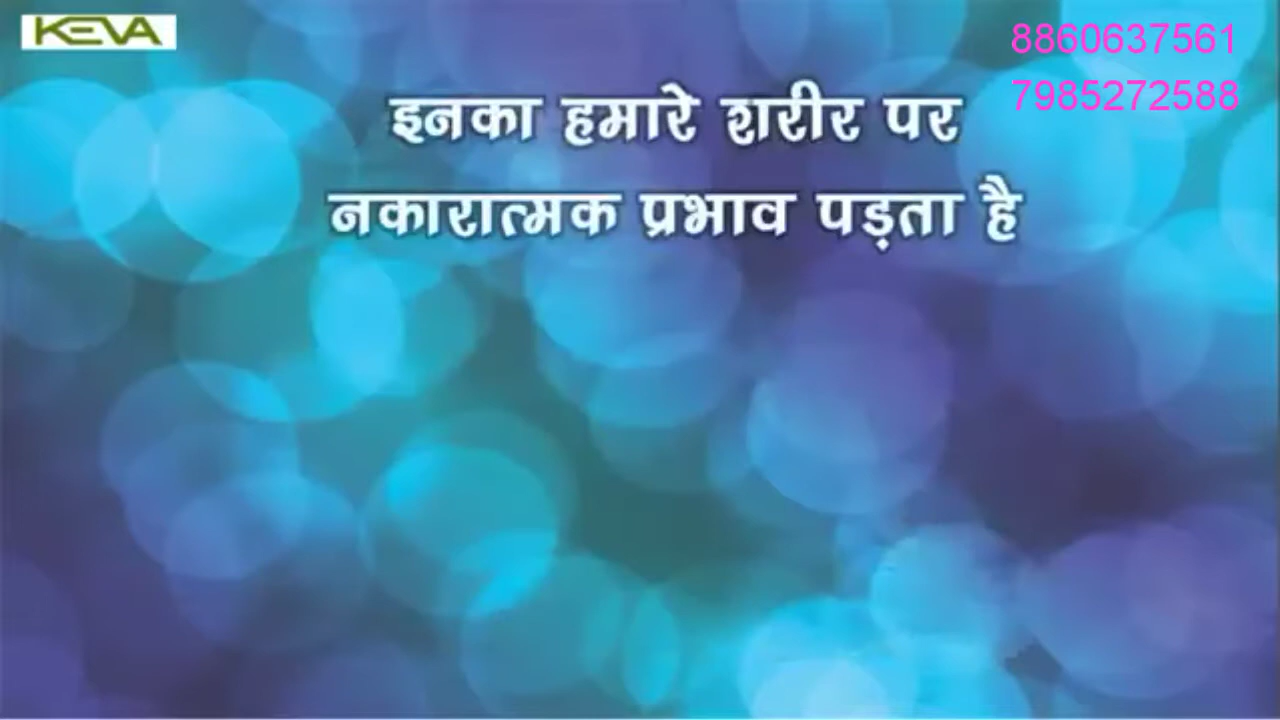 KEVA
8860637561
7985272588
इनका हमारे शरीर पर
नकारात्मक प्रभाव पड़ता है